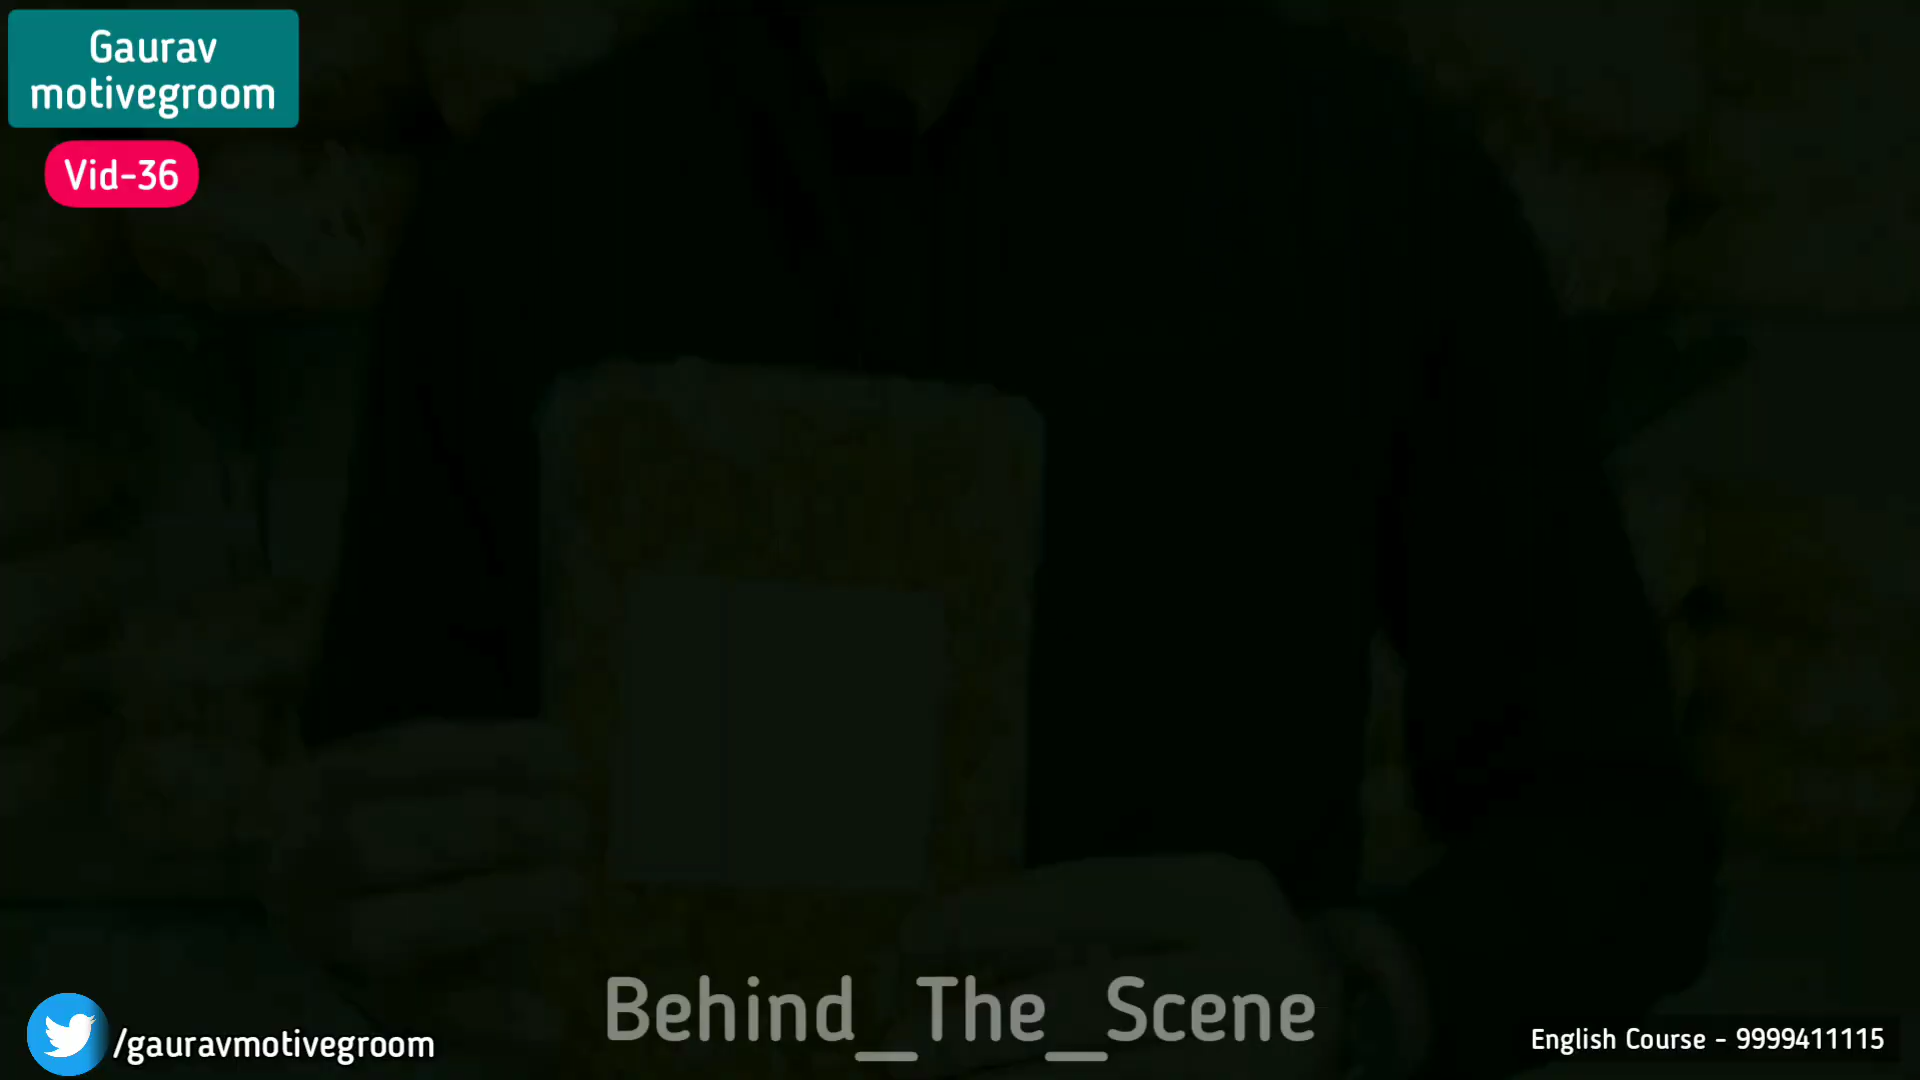 Gaurav
motivegroom
Vid-36
Behind_The_Scene
/gauravmotivegroom
English Course - 9999411115